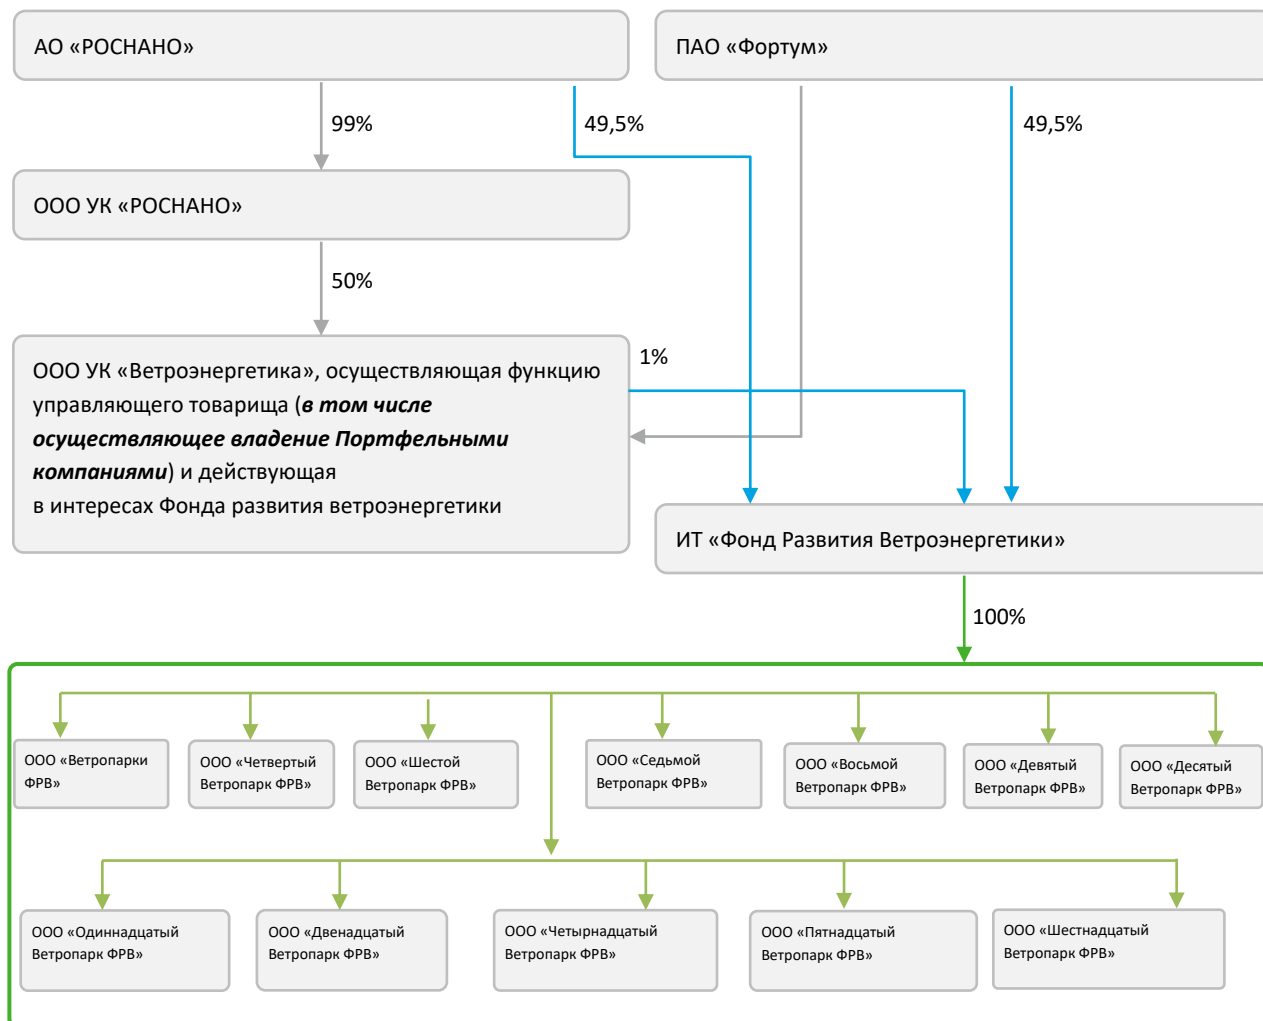 АО «РОСНАНО»
ПАО «Фортум»
99%
49,5%
49,5%
ООО УК «РОСНАНО»
50%
1%
ООО УК «Ветроэнергетика», осуществляющая функцию
управляющего товарища (в том числе
осуществляющее владение Портфельными
компаниями) и действующая
в интересах Фонда развития ветроэнергетики
ИТ «Фонд Развития Ветроэнергетики»
100%
ООО «Ветропарки
ФРВ»
ООО «Четвертый
Ветропарк ФРВ»
ООО «Шестой
Ветропарк ФРВ»
ООО «Седьмой
Ветропарк ФРВ»
ООО «Восьмой
Ветропарк ФРВ»
ООО «Девятый
Ветропарк ФРВ»
ООО «Десятый
Ветропарк ФРВ»
ООО «Одиннадцатый
Ветропарк ФРВ»
ООО «Двенадцатый
Ветропарк ФРВ»
ООО «Четырнадцатый
Ветропарк ФРВ»
ООО «Пятнадцатый
Ветропарк ФРВ»
ООО «Шестнадцатый
Ветропарк ФРВ»